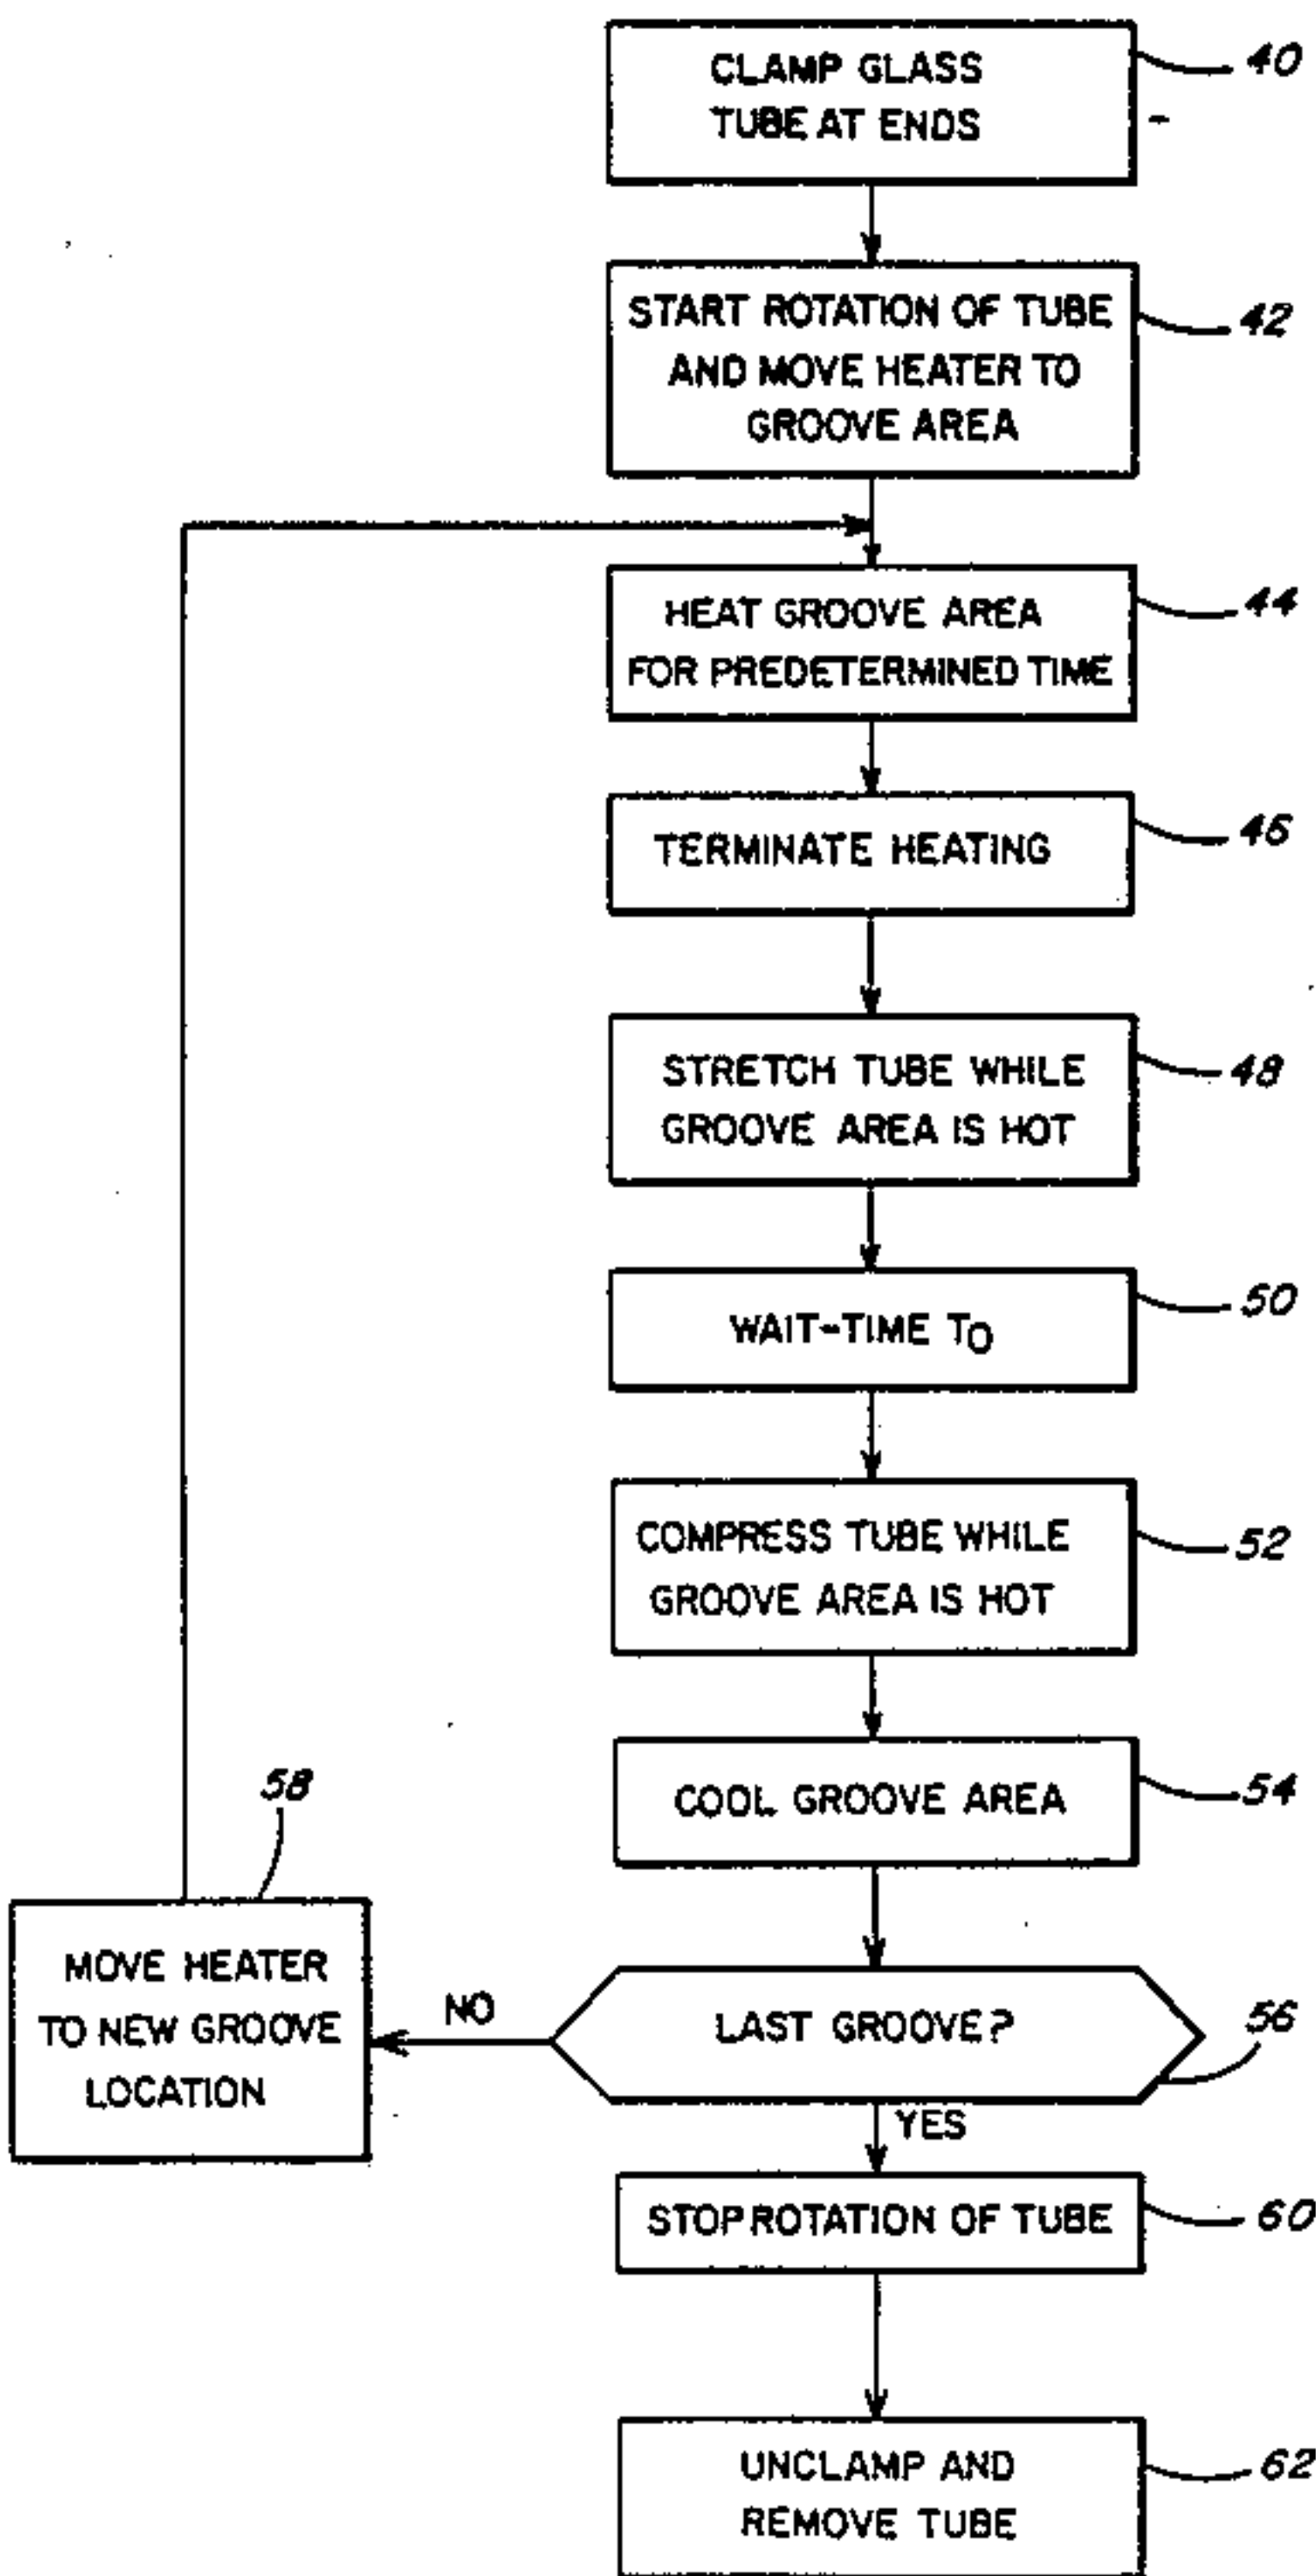 CLAMP GLASS
TUBE AT ENDS
40
START ROTATION OF TUBE
AND MOVE HEATER TO
GROOVE AREA
42
HEAT GROOVE AREA
FOR PREDETERMINED TIME
44
TERMINATE HEATING
46
STRETCH TUBE WHILE
GROOVE AREA IS HOT
48
WAIT-TIME TO
50
COMPRESS TUBE WHILE
GROOVE AREA IS HOT
52
COOL GROOVE AREA
54
LAST GROOVE?
56
NO
58
MOVE HEATER
TO NEW GROOVE
LOCATION
YES
STOP ROTATION OF TUBE
60
UNCLAMP AND
REMOVE TUBE
62